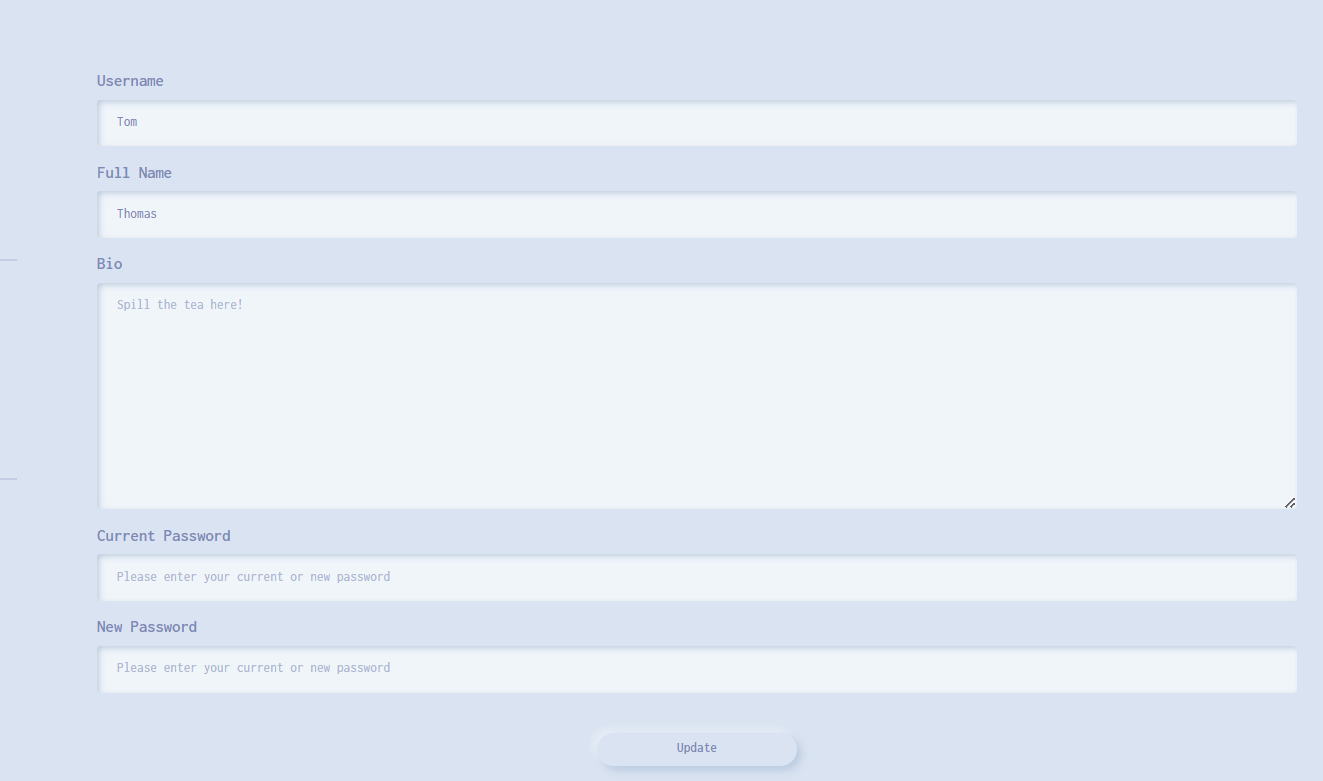 Username
Tom
Full Name
Thomas
Bio
Spill the tea here!
Current Password
Please enter your current or new password
New Password
Please enter your current or new password
Update